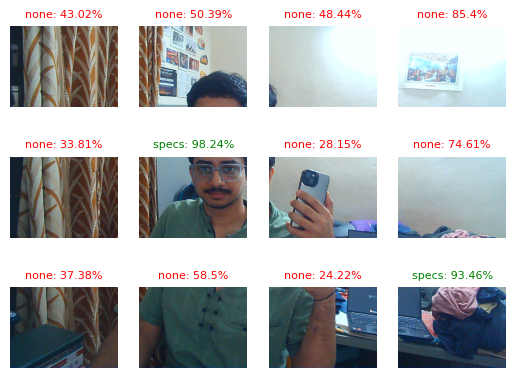 none: 43.02%
none: 50.39%
none: 48.44%
none: 85.4%
none: 33.81%
specs: 98.24%
none: 28.15%
none: 74.61%
none: 37.38%
none: 58.5%
none: 24.22%
specs: 93.46%